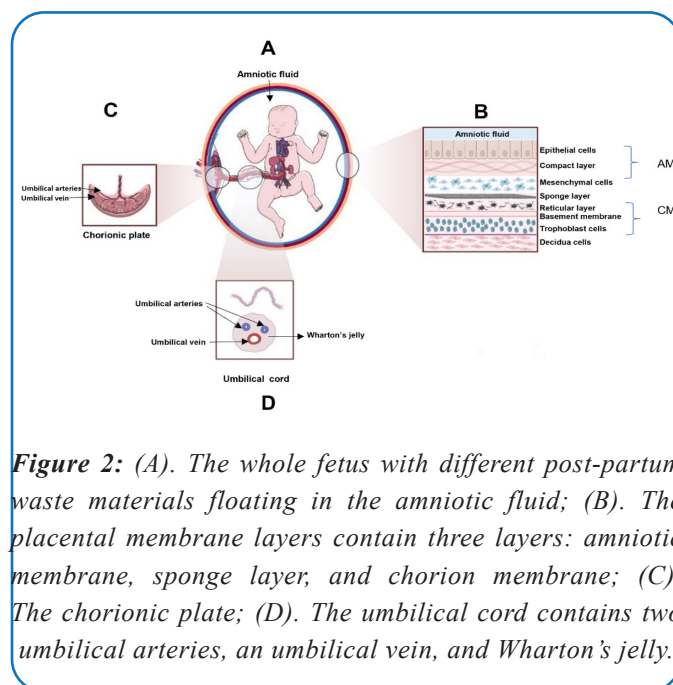 A
Amniotic fluid
C
Umbilical arteries
Umbilical vein
Chorionic plate
B
Amniotic fluid
Epithelial cells
Compact layer
Mesenchymal cells
Sponge layer
Reticular layer
Basement membrane
Trophoblast cells
Decidua cells
AM
CM
Umbilical arteries
Umbilical vein
Wharton's jelly
Umbilical cord
D
Figure 2: (A). The whole fetus with different post-partum
waste materials floating in the amniotic fluid; (B). The
placental membrane layers contain three layers: amniotic
membrane, sponge layer, and chorion membrane; (C)
The chorionic plate; (D). The umbilical cord contains two
umbilical arteries, an umbilical vein, and Wharton's jelly.